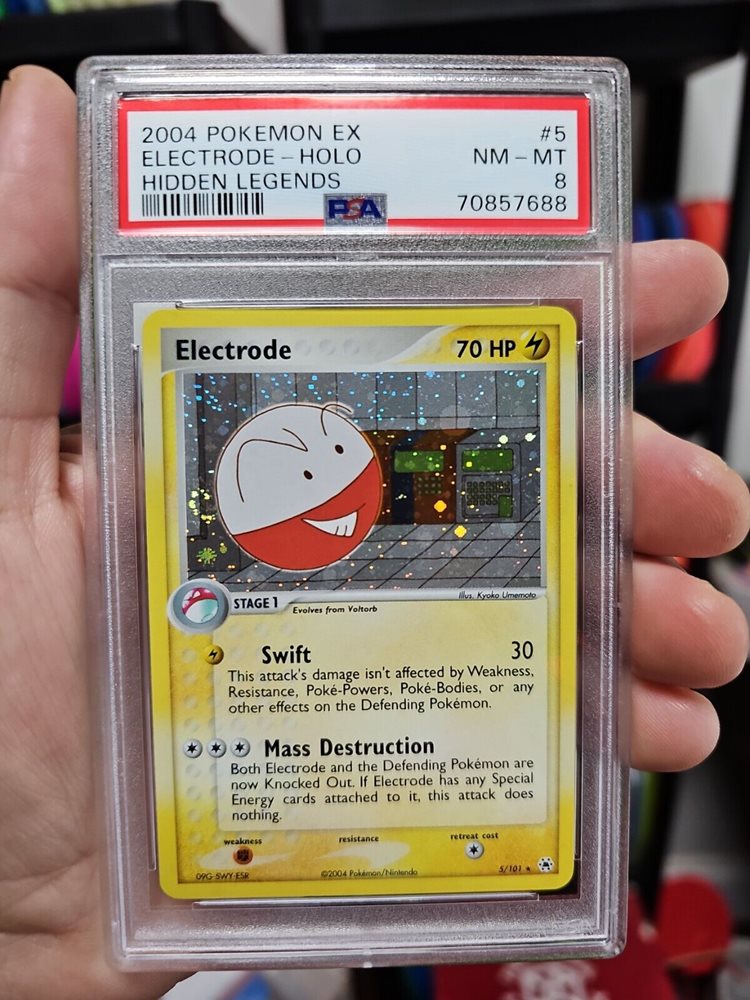 2004 POKEMON EX #5
ELECTRODE - HOLO NM - MT
HIDDEN LEGENDS 8
PSA 70857688
Electrode 70 HP
Illus. Kyoko Umemoto
STAGE 1 Evolves from Voltorb
Swift 30
This attack's damage isn't affected by Weakness,
Resistance, Poké-Powers, Poké-Bodies, or any
other effects on the Defending Pokémon.
Mass Destruction
Both Electrode and the Defending Pokémon are
now Knocked Out. If Electrode has any Special
Energy cards attached to it, this attack does
nothing.
weakness resistance retreat cost
09G 5WY E5R ©2004 Pokémon/Nintendo 5/101 ★